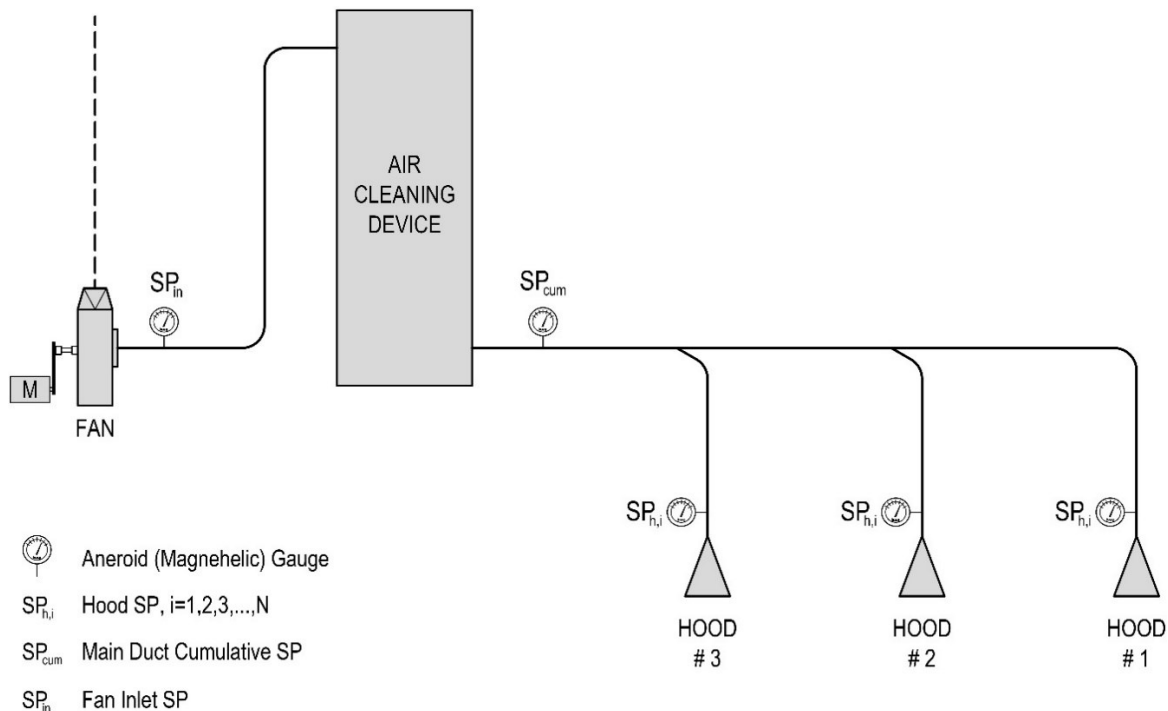 AIR
CLEANING
DEVICE
SP_in
SP_cum
M
FAN
SP_h,i
SP_h,i
SP_h,i
HOOD
# 3
HOOD
# 2
HOOD
# 1
Aneroid (Magnehelic) Gauge
SP_h,i Hood SP, i=1,2,3,...,N
SP_cum Main Duct Cumulative SP
SP_in Fan Inlet SP